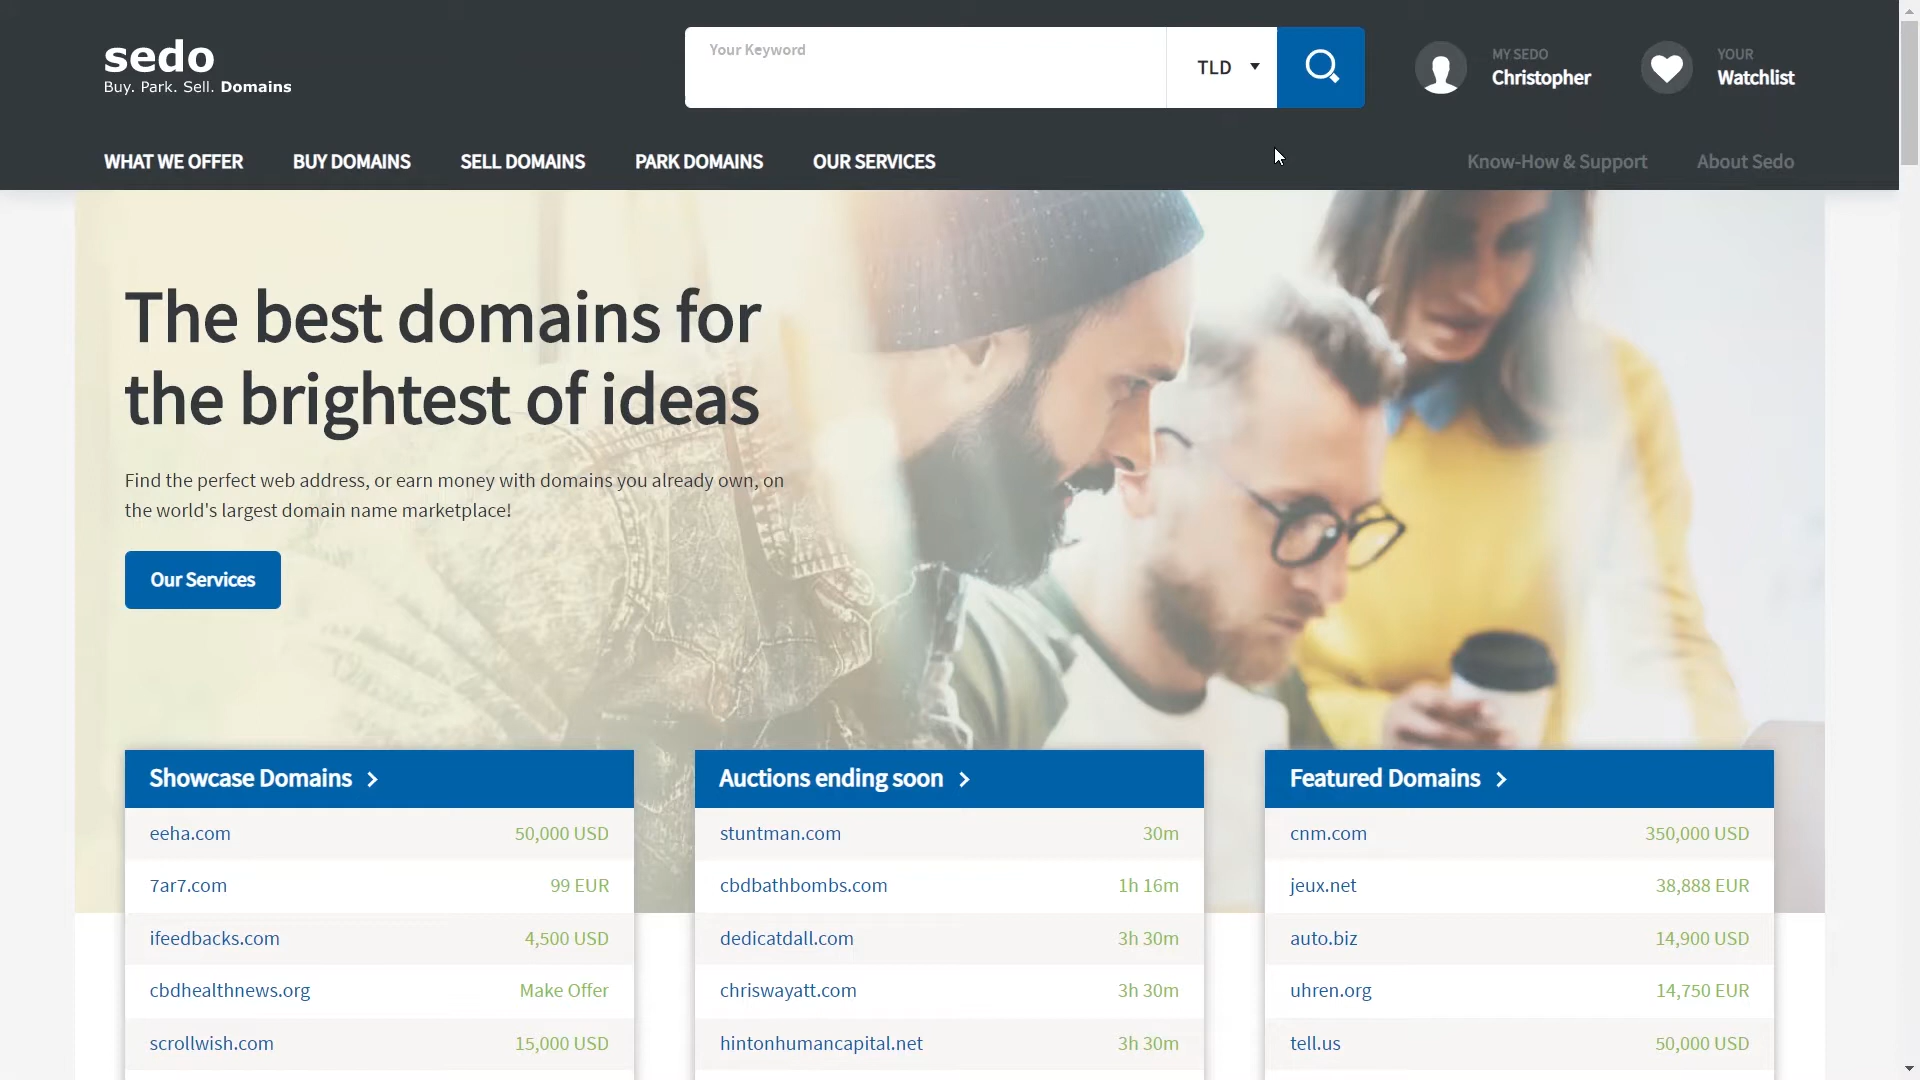 sedo
Buy. Park. Sell. Domains
Your Keyword
TLD
MY SEDO
Christopher
YOUR
Watchlist
WHAT WE OFFER
BUY DOMAINS
SELL DOMAINS
PARK DOMAINS
OUR SERVICES
Know-How & Support
About Sedo
The best domains for
the brightest of ideas
Find the perfect web address, or earn money with domains you already own, on
the world's largest domain name marketplace!
Our Services
Showcase Domains
eeha.com 50,000 USD
7ar7.com 99 EUR
ifeedbacks.com 4,500 USD
cbdhealthnews.org Make Offer
scrollwish.com 15,000 USD
Auctions ending soon
stuntman.com 30m
cbdbathbombs.com 1h 16m
dedicatdall.com 3h 30m
chriswayatt.com 3h 30m
hintonhumancapital.net 3h 30m
Featured Domains
cnm.com 350,000 USD
jeux.net 38,888 EUR
auto.biz 14,900 USD
uhren.org 14,750 EUR
tell.us 50,000 USD